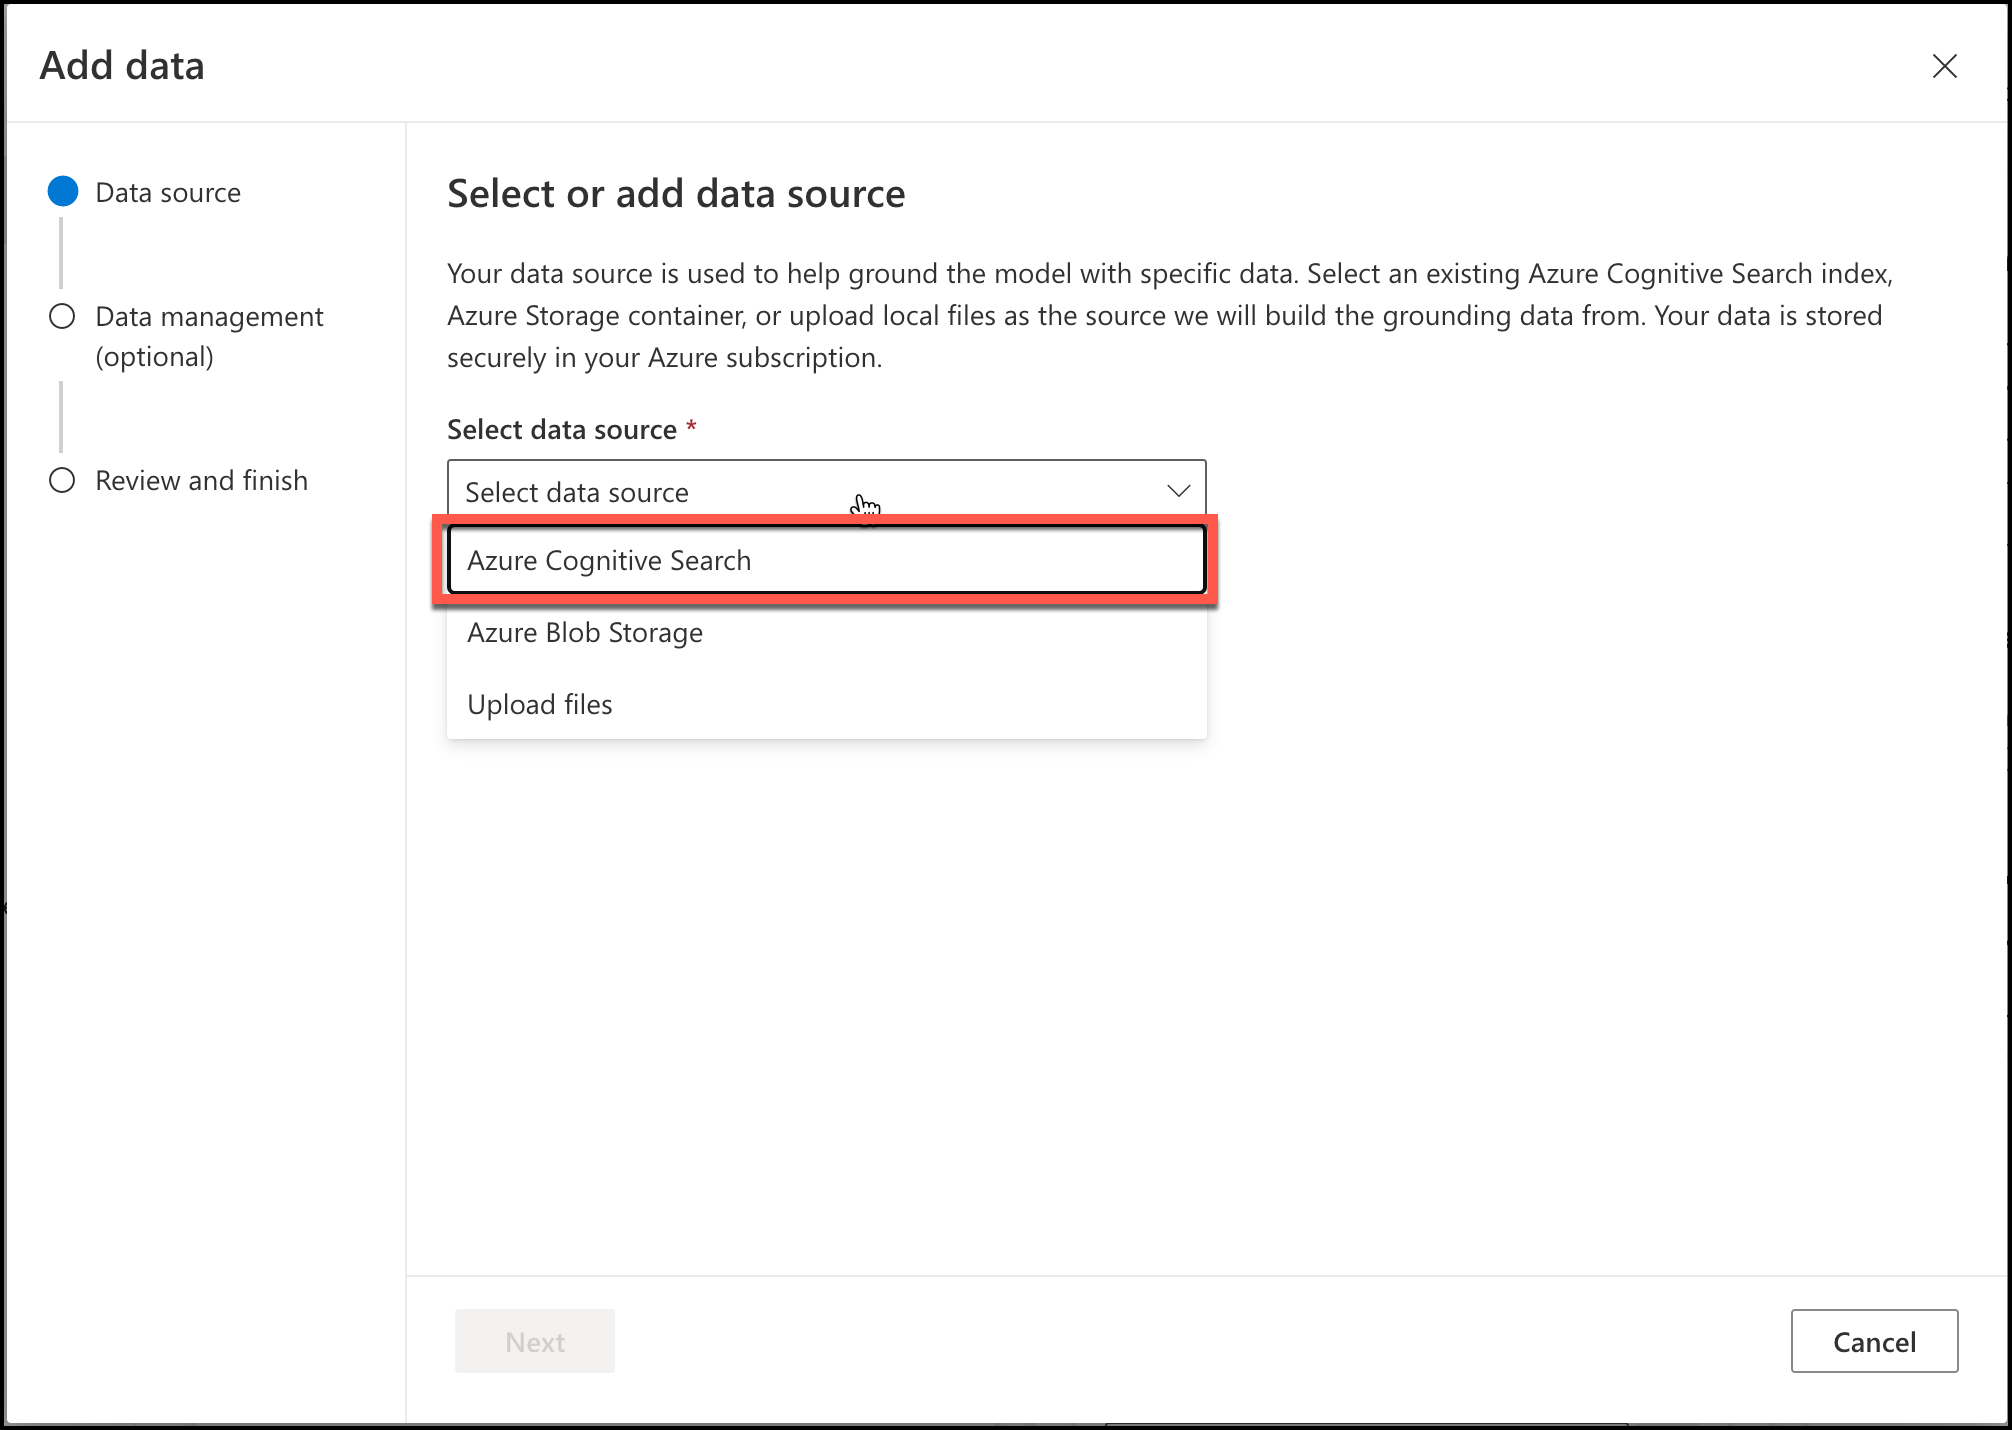 Add data
Data source
Data management
(optional)
Review and finish
Select or add data source
Your data source is used to help ground the model with specific data. Select an existing Azure Cognitive Search index,
Azure Storage container, or upload local files as the source we will build the grounding data from. Your data is stored
securely in your Azure subscription.
Select data source *
Select data source
Azure Cognitive Search
Azure Blob Storage
Upload files
Next
Cancel